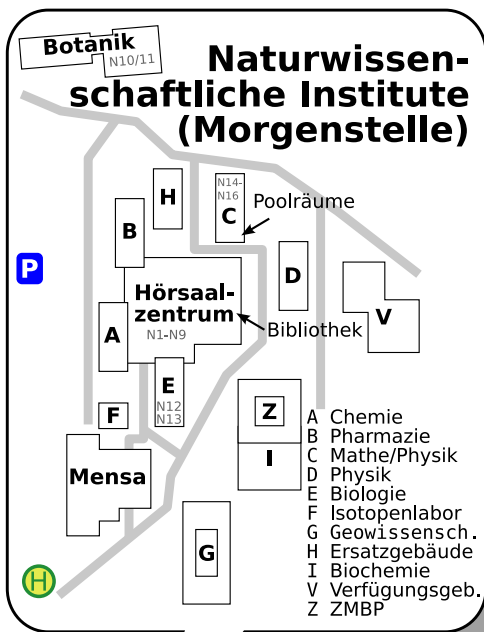 Botanik
N10/11
Naturwissen-
schaftliche Institute
(Morgenstelle)
H
N14-
N16
C
Poolräume
B
P
D
Hörsaal-
zentrum
N1-N9
Bibliothek
V
A
E
N12
N13
F
Z
I
Mensa
G
H
A Chemie
B Pharmazie
C Mathe/Physik
D Physik
E Biologie
F Isotopenlabor
G Geowissensch.
H Ersatzgebäude
I Biochemie
V Verfügungsgeb.
Z ZMBP